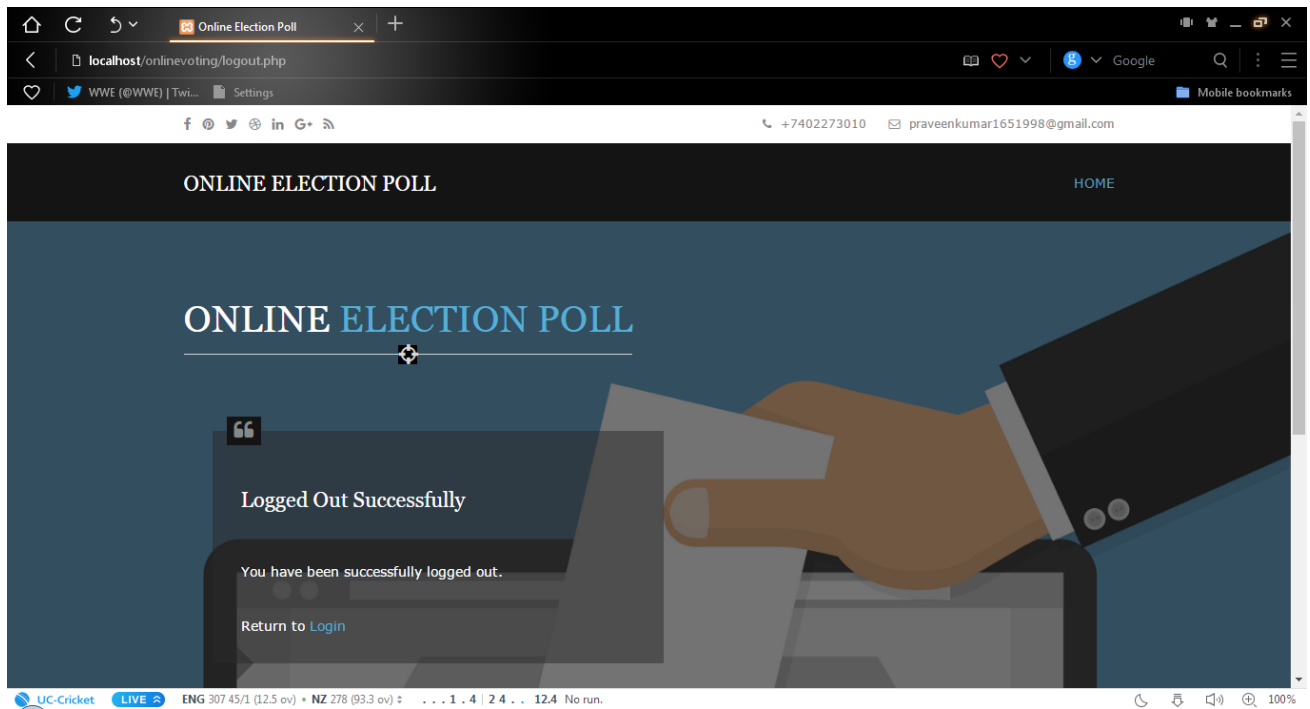 Online Election Poll
localhost/onlinevoting/logout.php
Google
WWE (@WWE) | Twi...
Settings
Mobile bookmarks
+7402273010
praveenkumar1651998@gmail.com
ONLINE ELECTION POLL
HOME
ONLINE ELECTION POLL
Logged Out Successfully
You have been successfully logged out.
Return to Login
UC-Cricket
LIVE
ENG 307 45/1 (12.5 ov) • NZ 278 (93.3 ov)
. . . 1 . 4 | 2 4 . . 12.4 No run.
100%